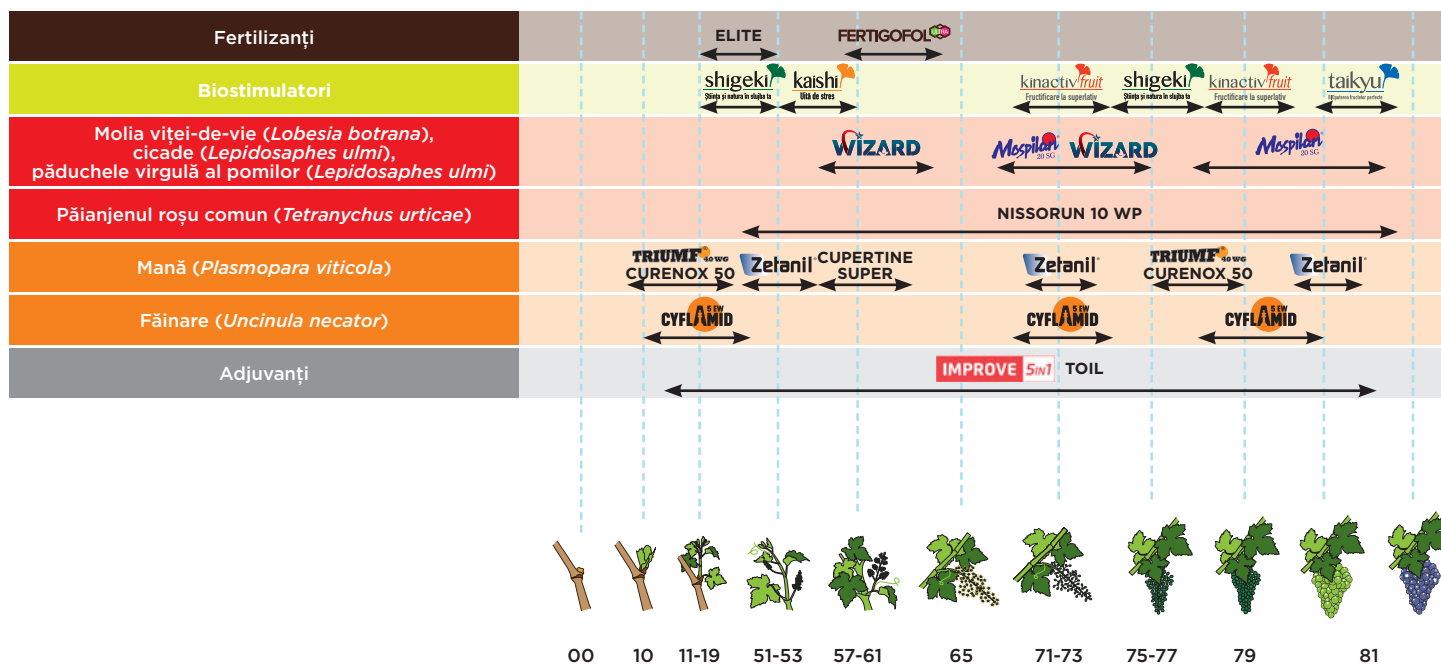 Fertilizanți
ELITE
FERTIGOFOL ULTRA
Biostimulatori
shigeki
Știința și natura în slujba ta
kaishi
Uită de stres
kinactiv fruit
Fructificare la superlativ
shigeki
Știința și natura în slujba ta
kinactiv fruit
Fructificare la superlativ
taikyu
Molia viței-de-vie (Lobesia botrana),
cicade (Lepidosaphes ulmi),
păduchele virgulă al pomilor (Lepidosaphes ulmi)
WIZARD
Mospilan 20 SG
WIZARD
Mospilan 20 SG
Păianjenul roșu comun (Tetranychus urticae)
NISSORUN 10 WP
Mană (Plasmopara viticola)
TRIUMF 40 WG
CURENOX 50
Zetanil®
CUPERTINE
SUPER
Zetanil®
TRIUMF 40 WG
CURENOX 50
Zetanil®
Făinare (Uncinula necator)
CYFLAMID 5 EW
CYFLAMID 5 EW
CYFLAMID 5 EW
Adjuvanți
IMPROVE 5IN1 TOIL
00 10 11-19 51-53 57-61 65 71-73 75-77 79 81